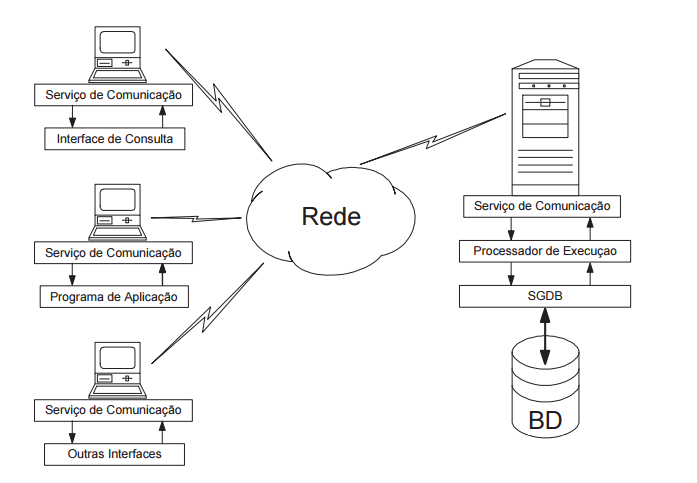 Serviço de Comunicação
Interface de Consulta
Serviço de Comunicação
Programa de Aplicação
Serviço de Comunicação
Outras Interfaces
Rede
Serviço de Comunicação
Processador de Execuçao
SGDB
BD